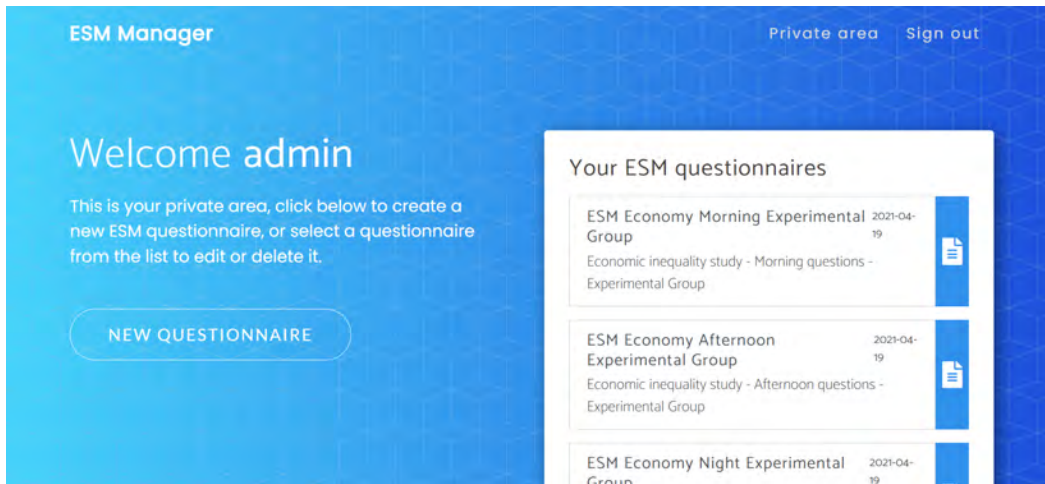 ESM Manager
Private area
Sign out
Welcome admin
This is your private area, click below to create a
new ESM questionnaire, or select a questionnaire
from the list to edit or delete it.
NEW QUESTIONNAIRE
Your ESM questionnaires
ESM Economy Morning Experimental
Group
2021-04-
19
Economic inequality study - Morning questions -
Experimental Group
ESM Economy Afternoon
Experimental Group
2021-04-
19
Economic inequality study - Afternoon questions -
Experimental Group
ESM Economy Night Experimental
Group
2021-04-
19